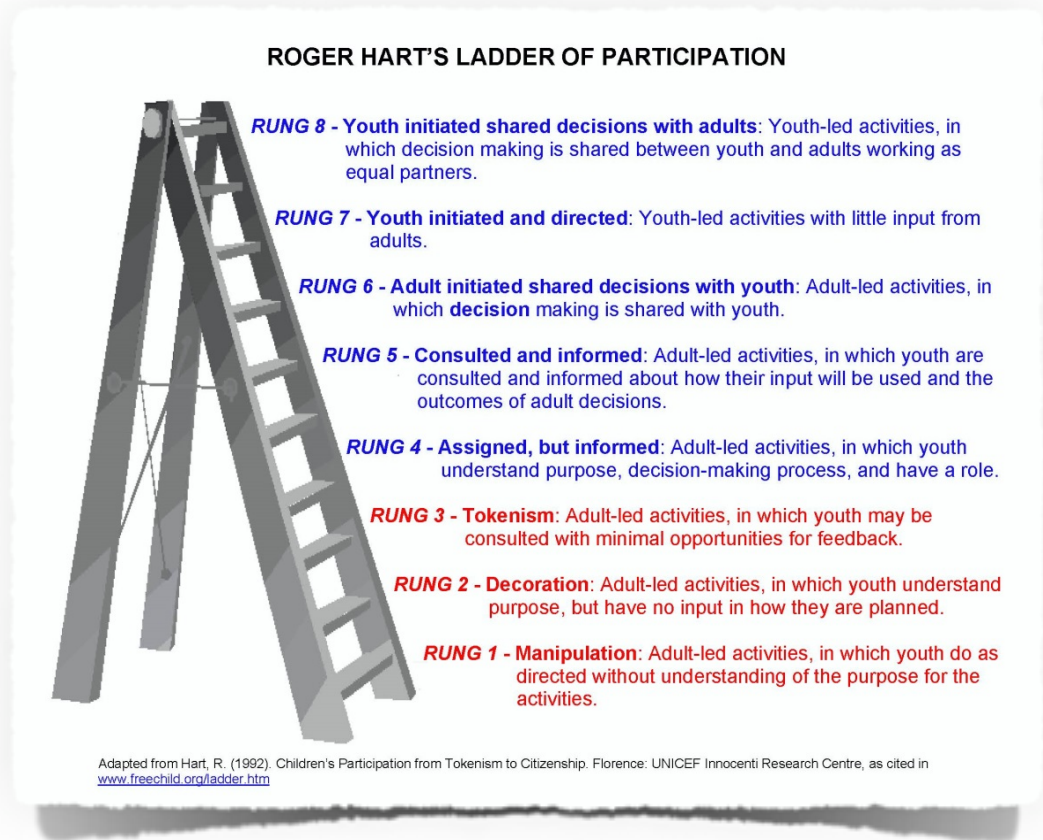 ROGER HART'S LADDER OF PARTICIPATION
RUNG 8 - Youth initiated shared decisions with adults: Youth-led activities, in
which decision making is shared between youth and adults working as
equal partners.
RUNG 7 - Youth initiated and directed: Youth-led activities with little input from
adults.
RUNG 6 - Adult initiated shared decisions with youth: Adult-led activities, in
which decision making is shared with youth.
RUNG 5 - Consulted and informed: Adult-led activities, in which youth are
consulted and informed about how their input will be used and the
outcomes of adult decisions.
RUNG 4 - Assigned, but informed: Adult-led activities, in which youth
understand purpose, decision-making process, and have a role.
RUNG 3 - Tokenism: Adult-led activities, in which youth may be
consulted with minimal opportunities for feedback.
RUNG 2 - Decoration: Adult-led activities, in which youth understand
purpose, but have no input in how they are planned.
RUNG 1 - Manipulation: Adult-led activities, in which youth do as
directed without understanding of the purpose for the
activities.
Adapted from Hart, R. (1992). Children's Participation from Tokenism to Citizenship. Florence: UNICEF Innocenti Research Centre, as cited in
www.freechild.org/ladder.htm